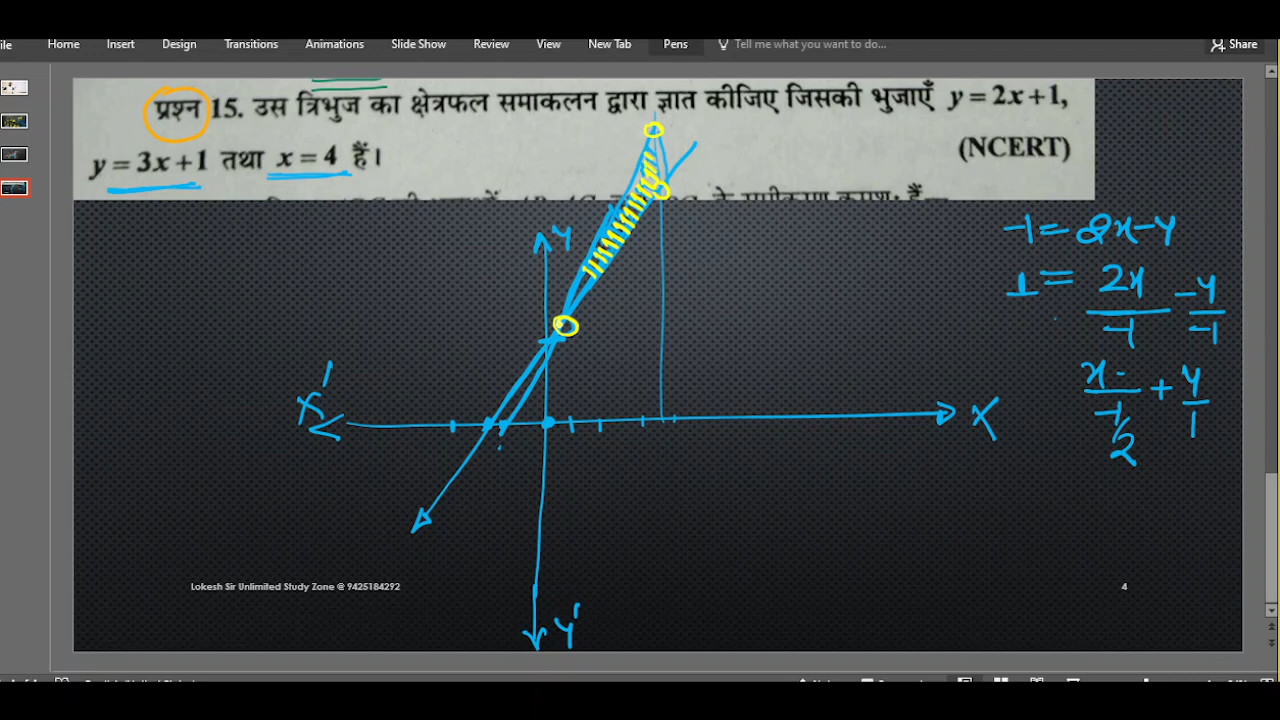 File Home Insert Design Transitions Animations Slide Show Review View New Tab Pens Tell me what you want to do... Share
प्रश्न 15. उस त्रिभुज का क्षेत्रफल समाकलन द्वारा ज्ञात कीजिए जिसकी भुजाएँ y = 2x + 1,
y = 3x + 1 तथा x = 4 हैं। (NCERT)
-1 = 2x - y
1 = 2x/-1 -y/-1
x/-1/2 + y/1
Y
X' X
Y'
Lokesh Sir Unlimited Study Zone @ 9425184292 4